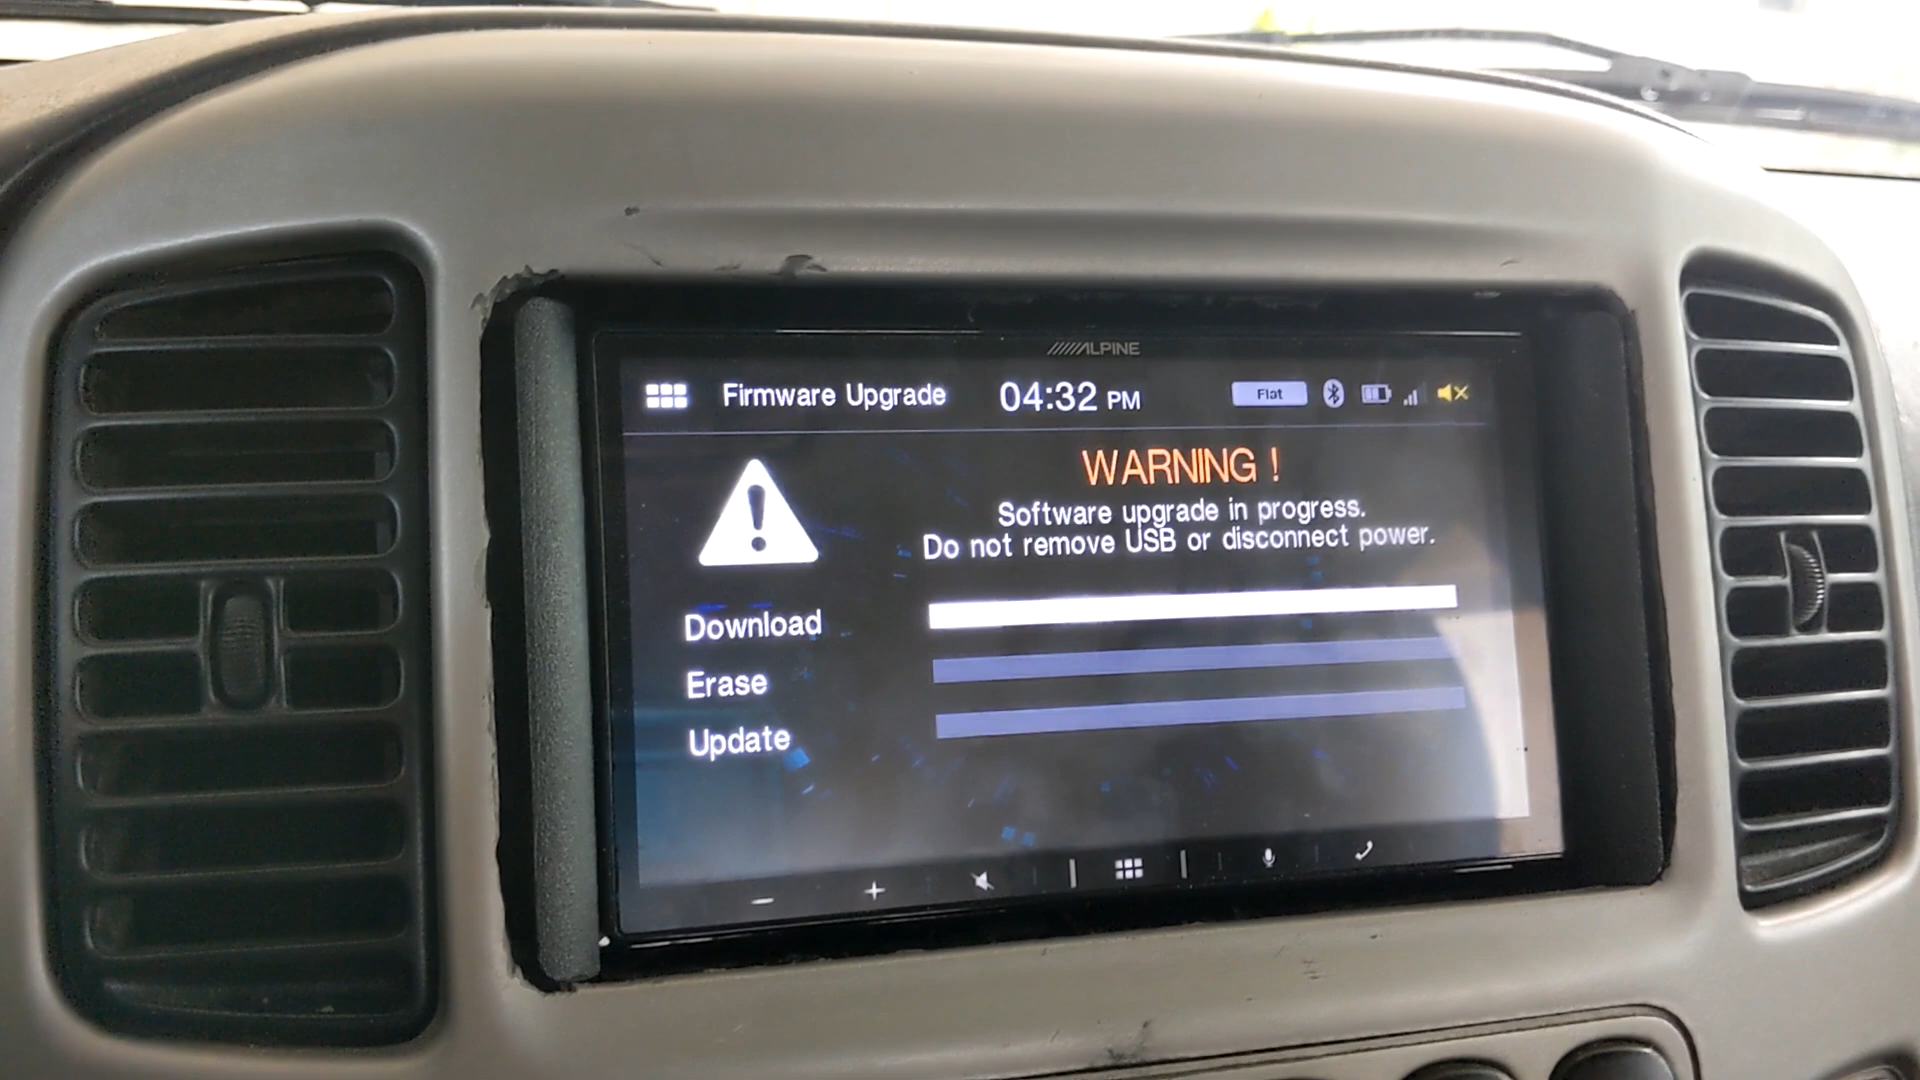 ALPINE
Firmware Upgrade 04:32 PM Flat
WARNING !
Software upgrade in progress.
Do not remove USB or disconnect power.
Download
Erase
Update